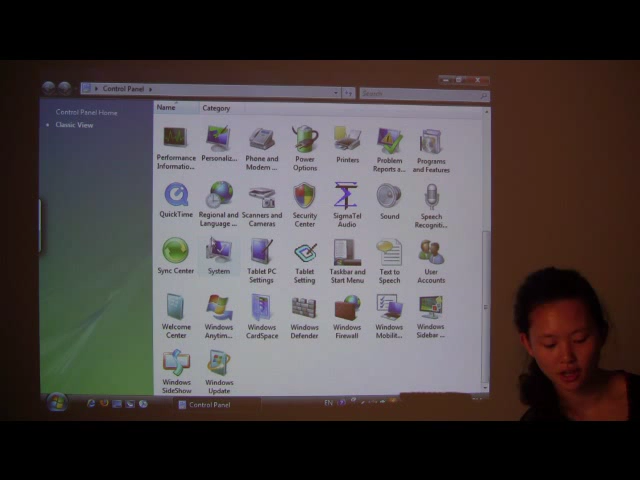 Control Panel
Search
Control Panel Home
Classic View
Name
Category
Performance Informatio...
Personaliz...
Phone and Modem ...
Power Options
Printers
Problem Reports a...
Programs and Features
QuickTime
Regional and Language ...
Scanners and Cameras
Security Center
SigmaTel Audio
Sound
Speech Recogniti...
Sync Center
System
Tablet PC Settings
Tablet Setting
Taskbar and Start Menu
Text to Speech
User Accounts
Welcome Center
Windows Anytim...
Windows CardSpace
Windows Defender
Windows Firewall
Windows Mobilit...
Windows Sidebar ...
Windows SideShow
Windows Update
Control Panel
EN